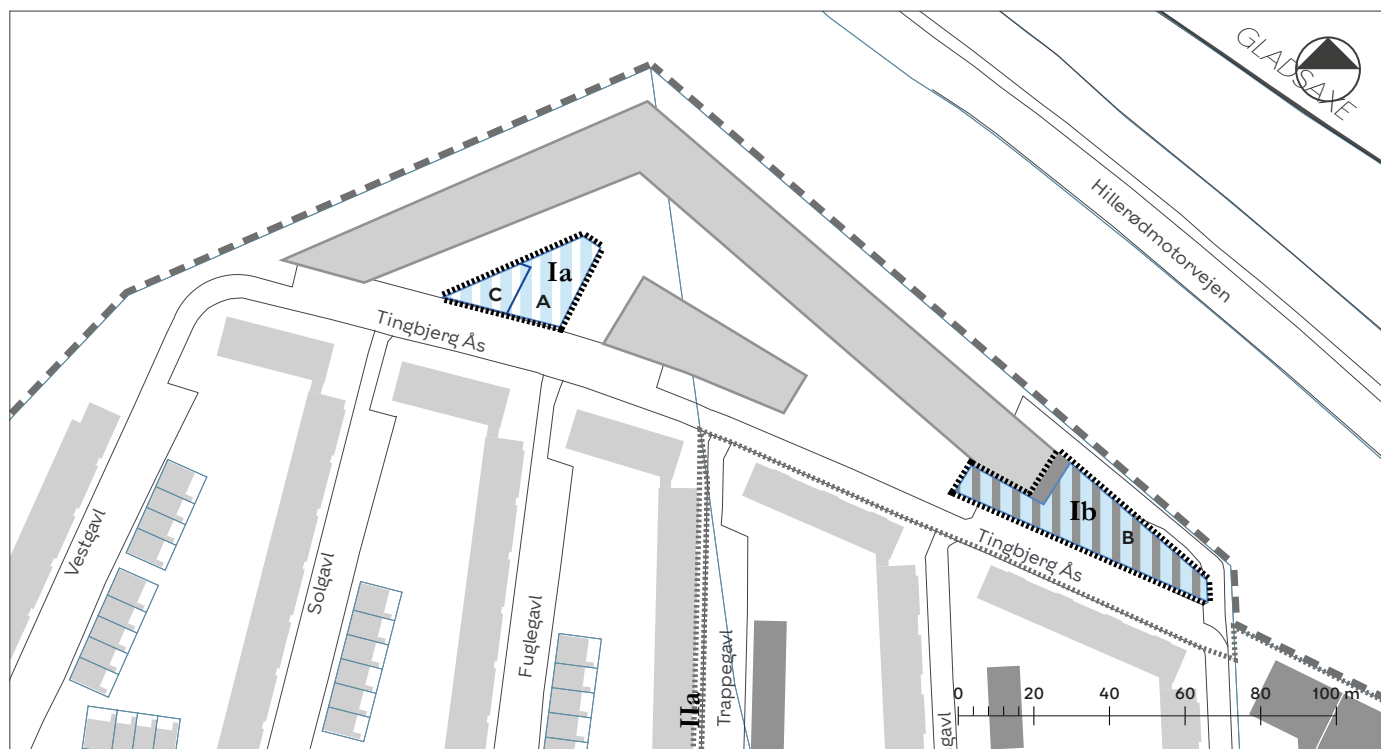 GLADSAXE
Hillerødmotorvejen
Ia
C
A
Tingbjerg Ås
Ib
B
Tingbjerg Ås
Vestgavl
Solgavl
Fuglegavl
IIa
Trappegavl
gavl
0 20 40 60 80 100 m